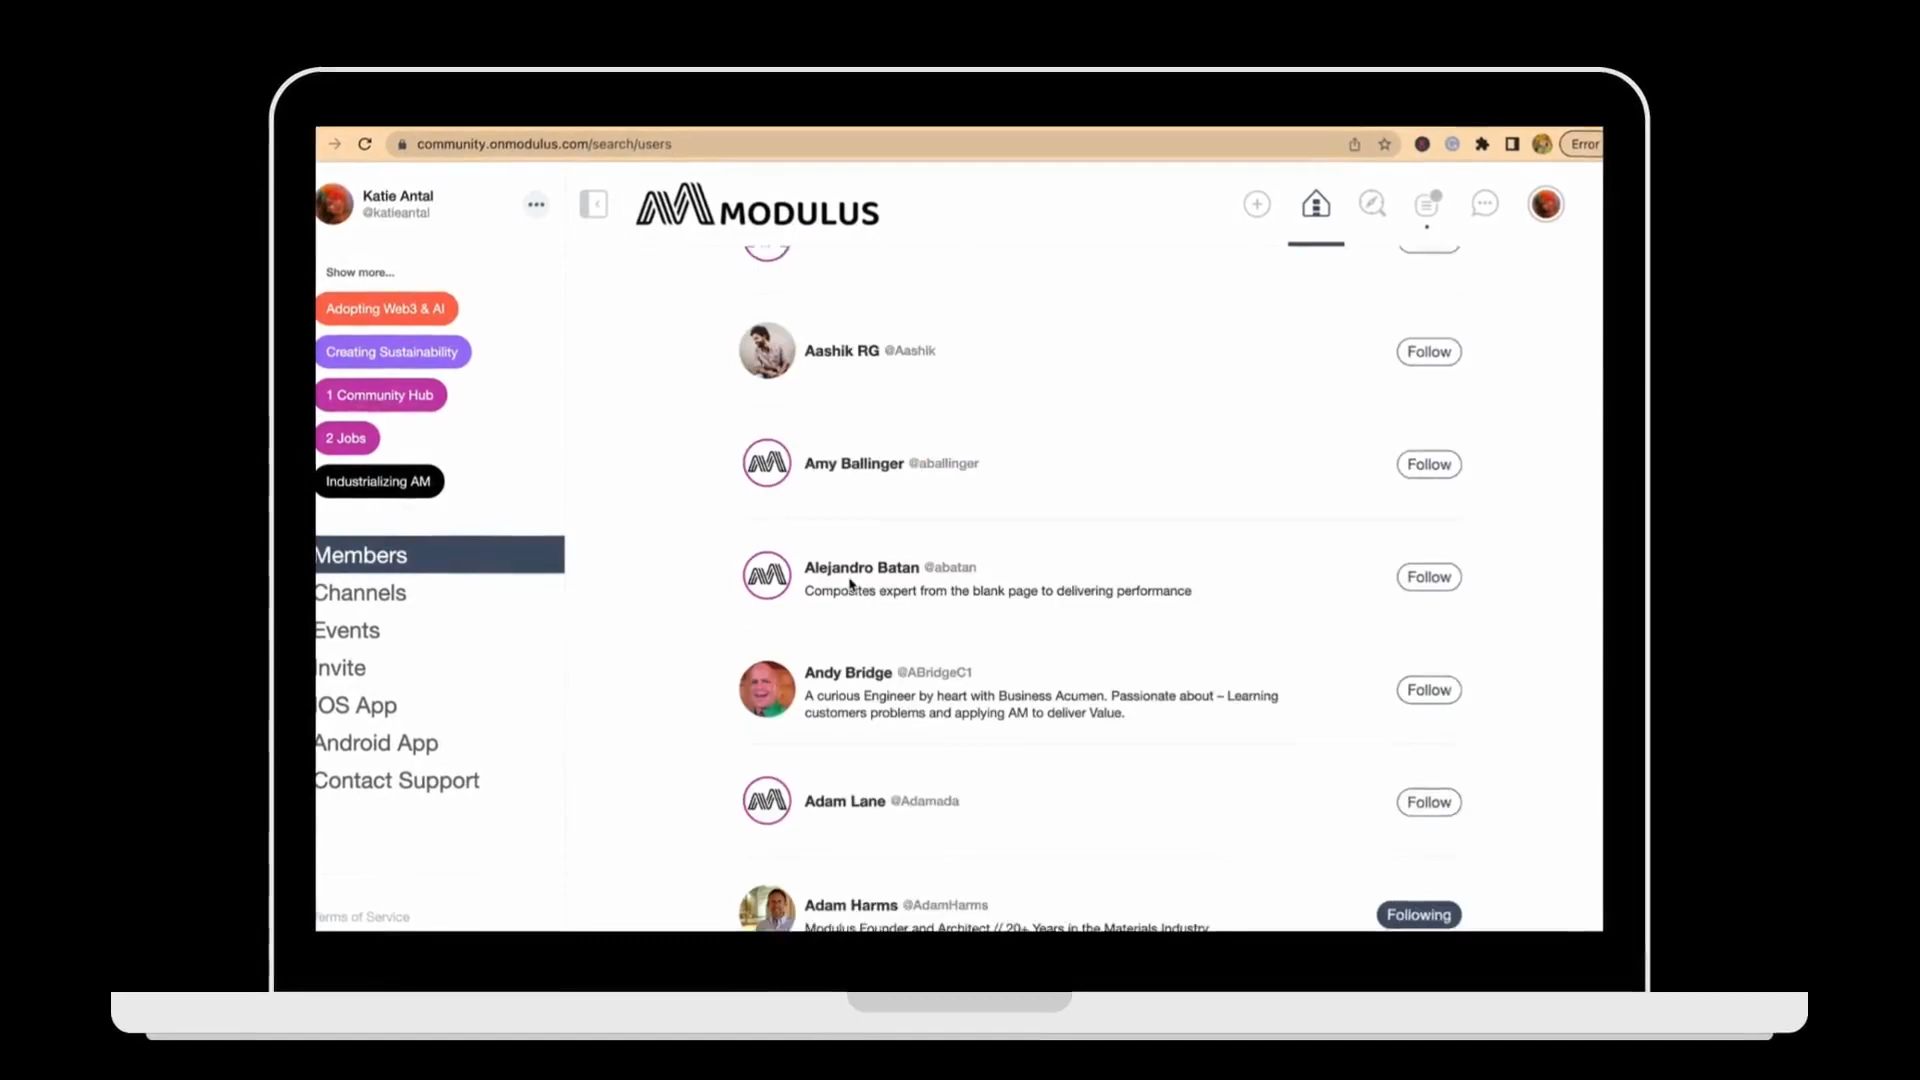 community.onmodulus.com/search/users
Error
Katie Antal
@katieantal
MODULUS
Show more...
Adopting Web3 & AI
Creating Sustainability
1 Community Hub
2 Jobs
Industrializing AM
Members
Channels
Events
Invite
iOS App
Android App
Contact Support
Terms of Service
Aashik RG @Aashik
Follow
Amy Ballinger @aballinger
Follow
Alejandro Batan @abatan
Composites expert from the blank page to delivering performance
Follow
Andy Bridge @ABridgeC1
A curious Engineer by heart with Business Acumen. Passionate about – Learning
customers problems and applying AM to deliver Value.
Follow
Adam Lane @Adamada
Follow
Adam Harms @AdamHarms
Modulus Founder and Architect // 20+ Years in the Materials Industry
Following